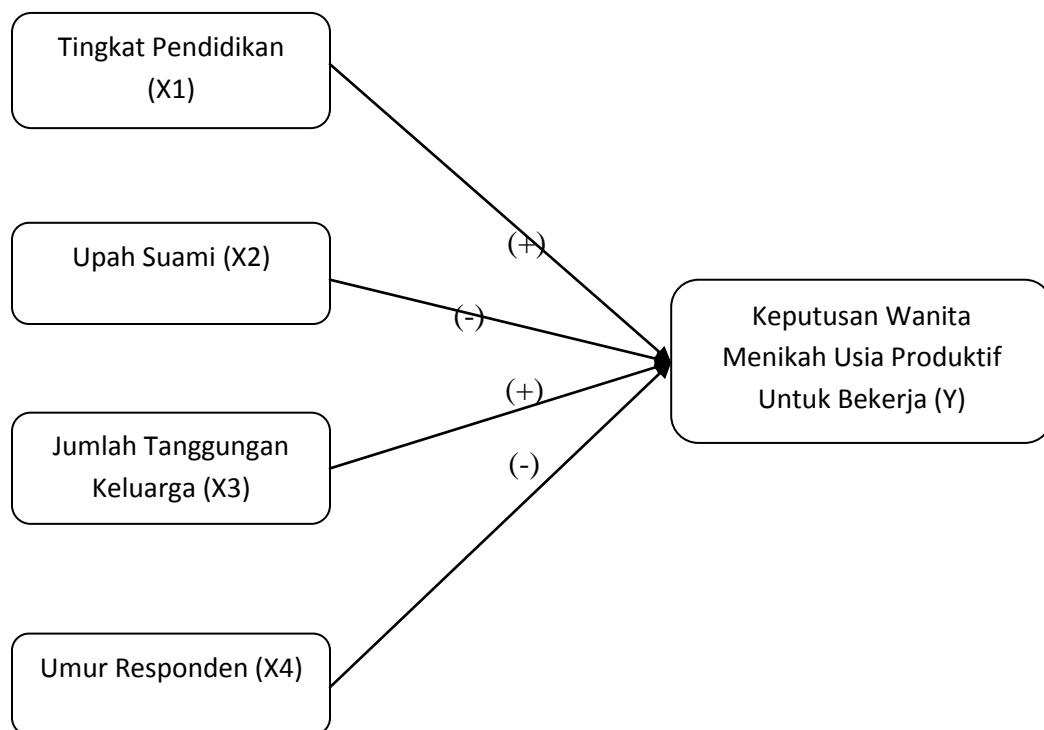 Tingkat Pendidikan
(X1)
(+)
Upah Suami (X2)
(-)
Keputusan Wanita
Menikah Usia Produktif
Untuk Bekerja (Y)
(+)
Jumlah Tanggungan
Keluarga (X3)
(-)
Umur Responden (X4)